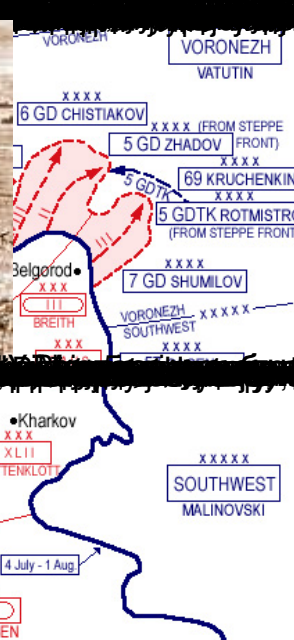 VORONEZH
VORONEZH
VATUTIN
XXXX
6 GD CHISTIAKOV
XXXX (FROM STEPPE
5 GD ZHADOV FRONT)
XXXX
5 GDTK
69 KRUCHENKIN
XXXX
5 GDTK ROTMISTRO
(FROM STEPPE FRONT
Belgorod
XXXX
7 GD SHUMILOV
XXX
III
BREITH
VORONEZH XXXXX
SOUTHWEST
XXX
XXXX
Kharkov
XXX
XLII
TENKLOTT
XXXXX
SOUTHWEST
MALINOVSKI
4 July - 1 Aug.
EN